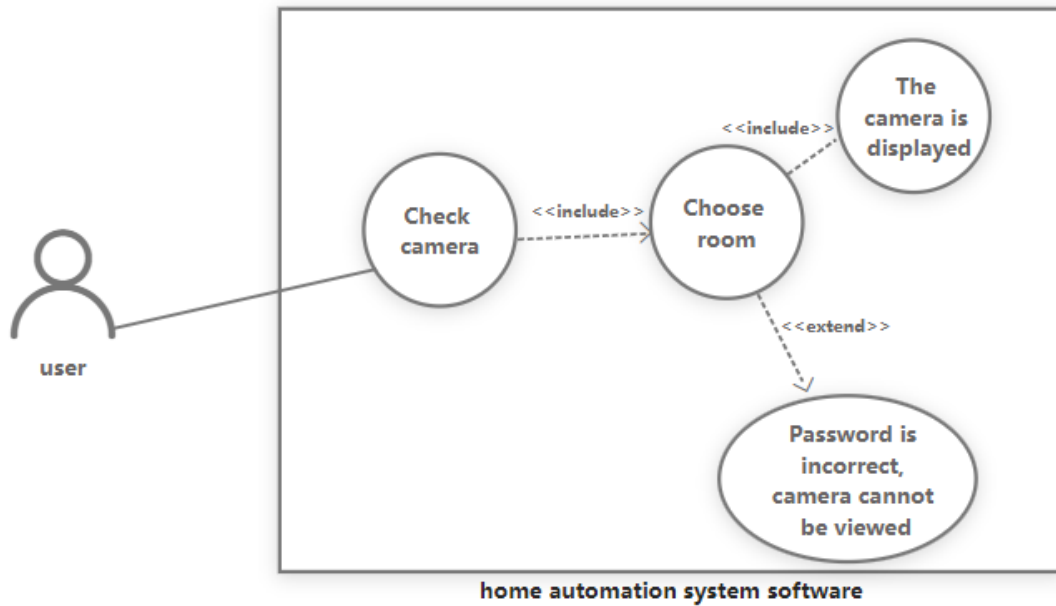 The
camera is
displayed
<<include>>
Check
camera
<<include>>
Choose
room
<<extend>>
user
Password is
incorrect,
camera cannot
be viewed
home automation system software